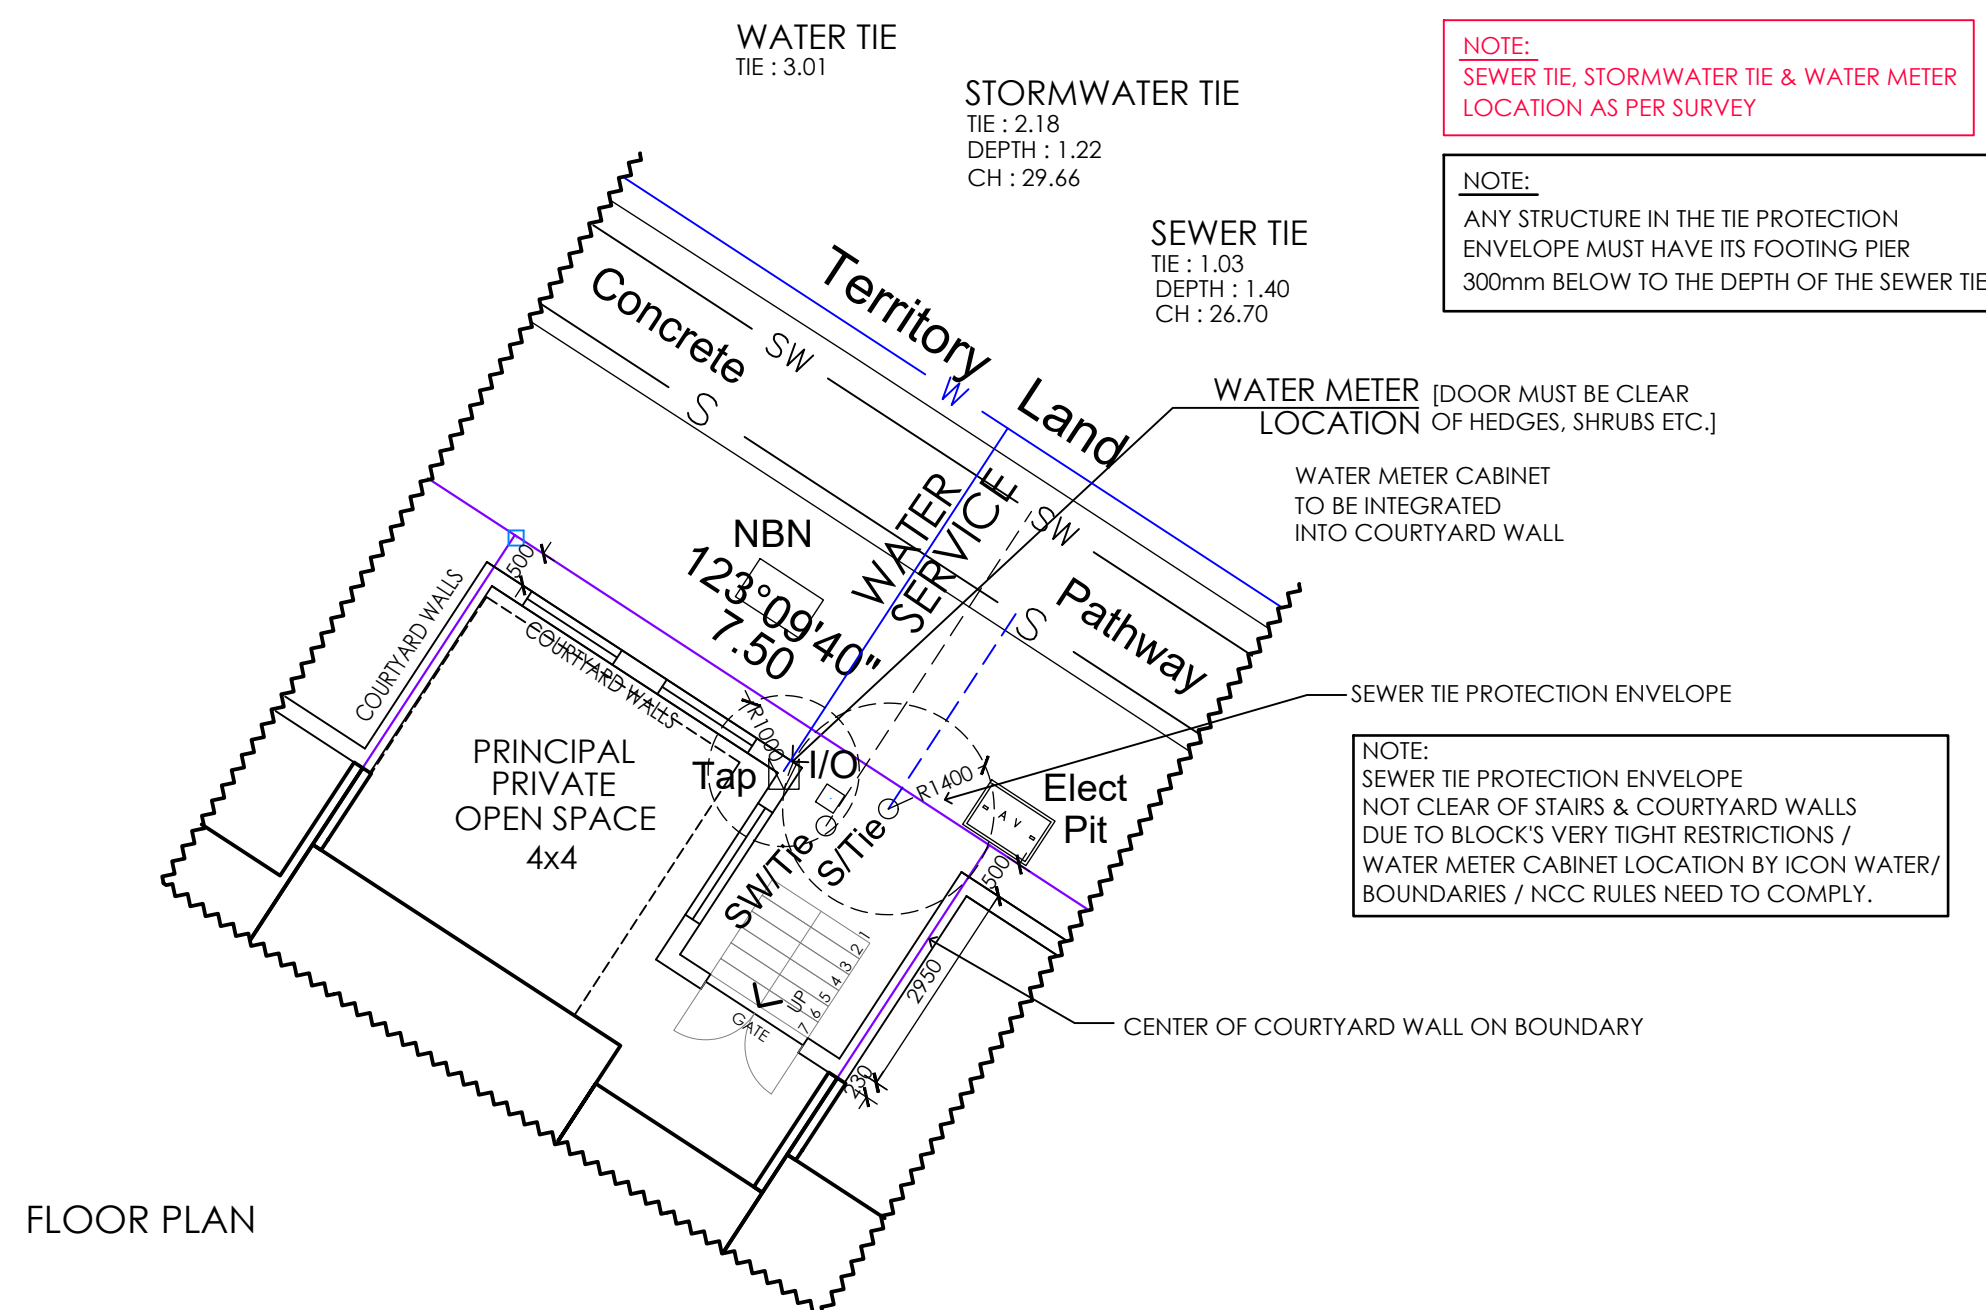 WATER TIE
TIE : 3.01
STORMWATER TIE
TIE : 2.18
DEPTH : 1.22
CH : 29.66
SEWER TIE
TIE : 1.03
DEPTH : 1.40
CH : 26.70
NOTE:
SEWER TIE, STORMWATER TIE & WATER METER
LOCATION AS PER SURVEY
NOTE:
ANY STRUCTURE IN THE TIE PROTECTION
ENVELOPE MUST HAVE ITS FOOTING PIER
300mm BELOW TO THE DEPTH OF THE SEWER TIE
WATER METER
LOCATION
[DOOR MUST BE CLEAR
OF HEDGES, SHRUBS ETC.]
WATER METER CABINET
TO BE INTEGRATED
INTO COURTYARD WALL
Territory Land
Concrete
Pathway
SW
SW
S
S
W
WATER
SERVICE
NBN
123°09'40"
7.50
500
COURTYARD WALLS
COURTYARD WALLS
R1000
Tap
I/O
SW/Tie
S/Tie
R1400
Elect
Pit
A V
500
SEWER TIE PROTECTION ENVELOPE
NOTE:
SEWER TIE PROTECTION ENVELOPE
NOT CLEAR OF STAIRS & COURTYARD WALLS
DUE TO BLOCK'S VERY TIGHT RESTRICTIONS /
WATER METER CABINET LOCATION BY ICON WATER/
BOUNDARIES / NCC RULES NEED TO COMPLY.
PRINCIPAL
PRIVATE
OPEN SPACE
4x4
UP
7 6 5 4 3 2 1
GATE
2950
230
CENTER OF COURTYARD WALL ON BOUNDARY
FLOOR PLAN